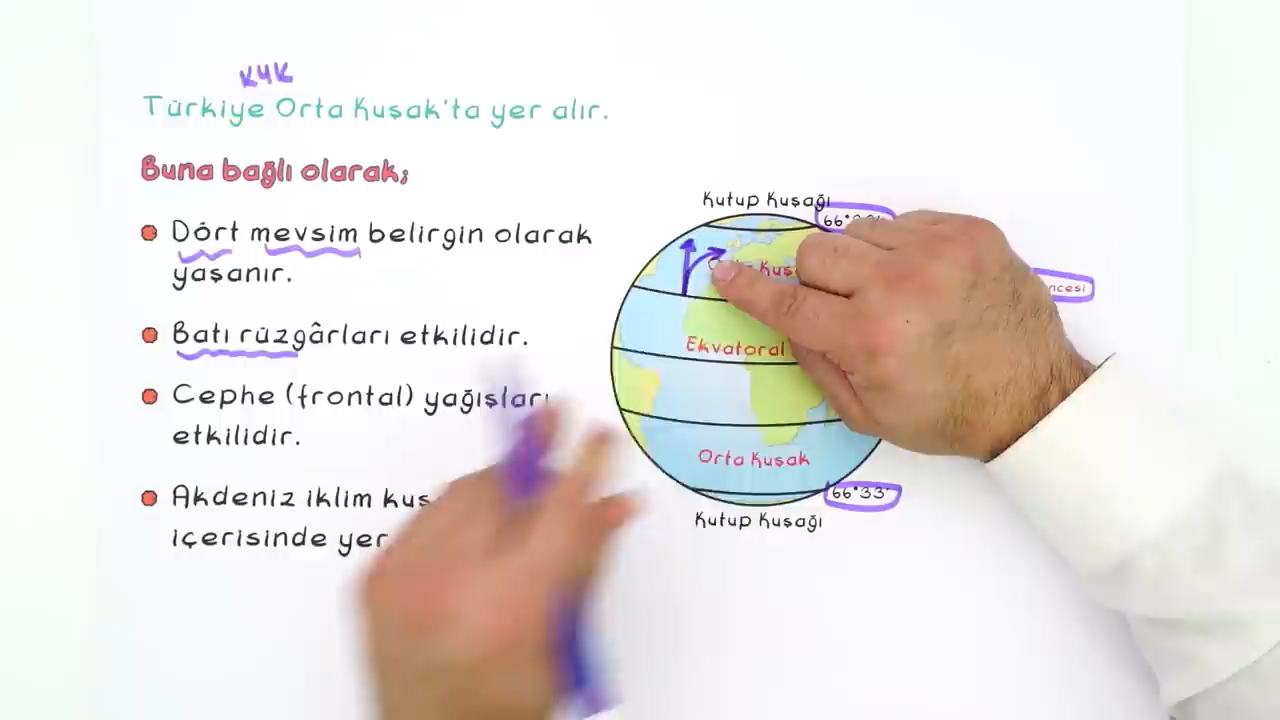 KYK
Türkiye Orta Kuşak'ta yer alır.
Buna bağlı olarak;
Dört mevsim belirgin olarak
yaşanır.
Batı rüzgârları etkilidir.
Cephe (frontal) yağışları
etkilidir.
Akdeniz iklim
içerisinde yer
Kutup Kuşağı
Ekvatoral
Orta Kuşak
66°33'
Kutup Kuşağı